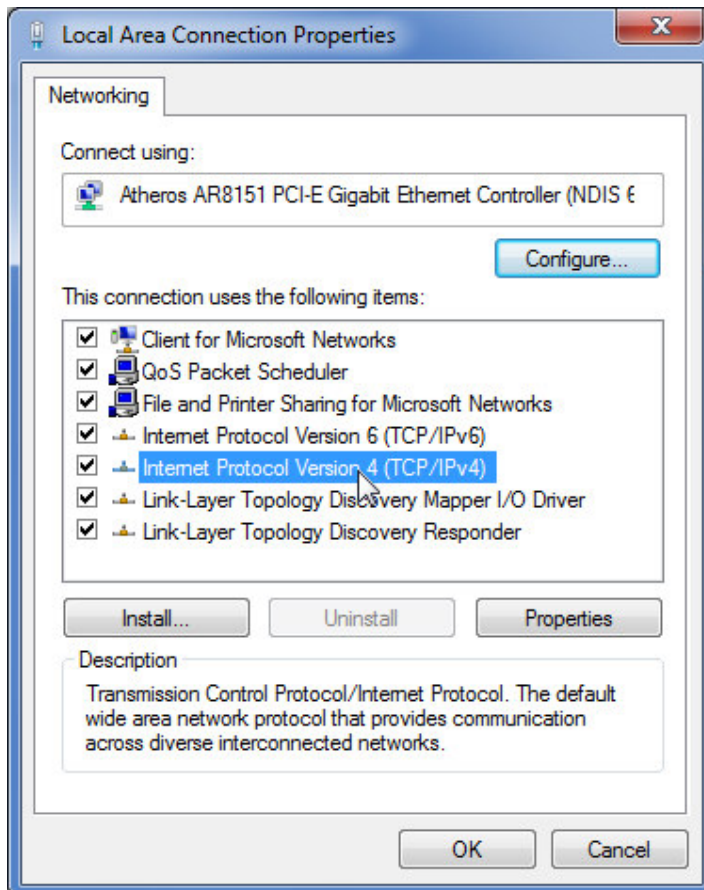 Local Area Connection Properties
Networking
Connect using:
Atheros AR8151 PCI-E Gigabit Ethernet Controller (NDIS 6
Configure...
This connection uses the following items:
Client for Microsoft Networks
QoS Packet Scheduler
File and Printer Sharing for Microsoft Networks
Internet Protocol Version 6 (TCP/IPv6)
Internet Protocol Version 4 (TCP/IPv4)
Link-Layer Topology Discovery Mapper I/O Driver
Link-Layer Topology Discovery Responder
Install...
Uninstall
Properties
Description
Transmission Control Protocol/Internet Protocol. The default
wide area network protocol that provides communication
across diverse interconnected networks.
OK
Cancel